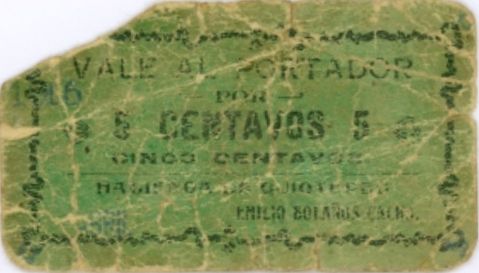 VALE AL PORTADOR
— POR —
5 CENTAVOS 5
CINCO CENTAVOS
HACIENDA DE QUIOTEPEC
EMILIO BOLAÑOS CACHO.